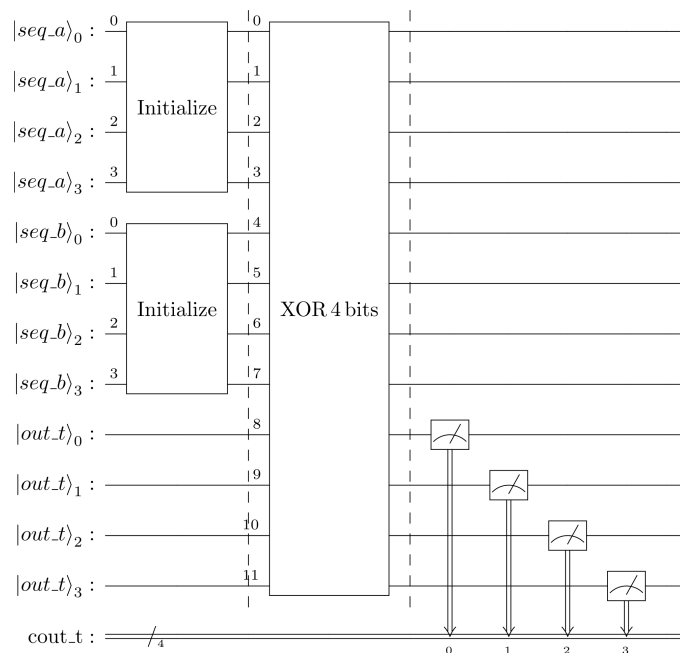 |seq_a⟩0 : 0 0
|seq_a⟩1 : 1 1
Initialize
|seq_a⟩2 : 2 2
|seq_a⟩3 : 3 3
|seq_b⟩0 : 0 4
|seq_b⟩1 : 1 5
Initialize XOR 4 bits
|seq_b⟩2 : 2 6
|seq_b⟩3 : 3 7
|out_t⟩0 : 8
|out_t⟩1 : 9
|out_t⟩2 : 10
|out_t⟩3 : 11
cout_t : 4
0 1 2 3